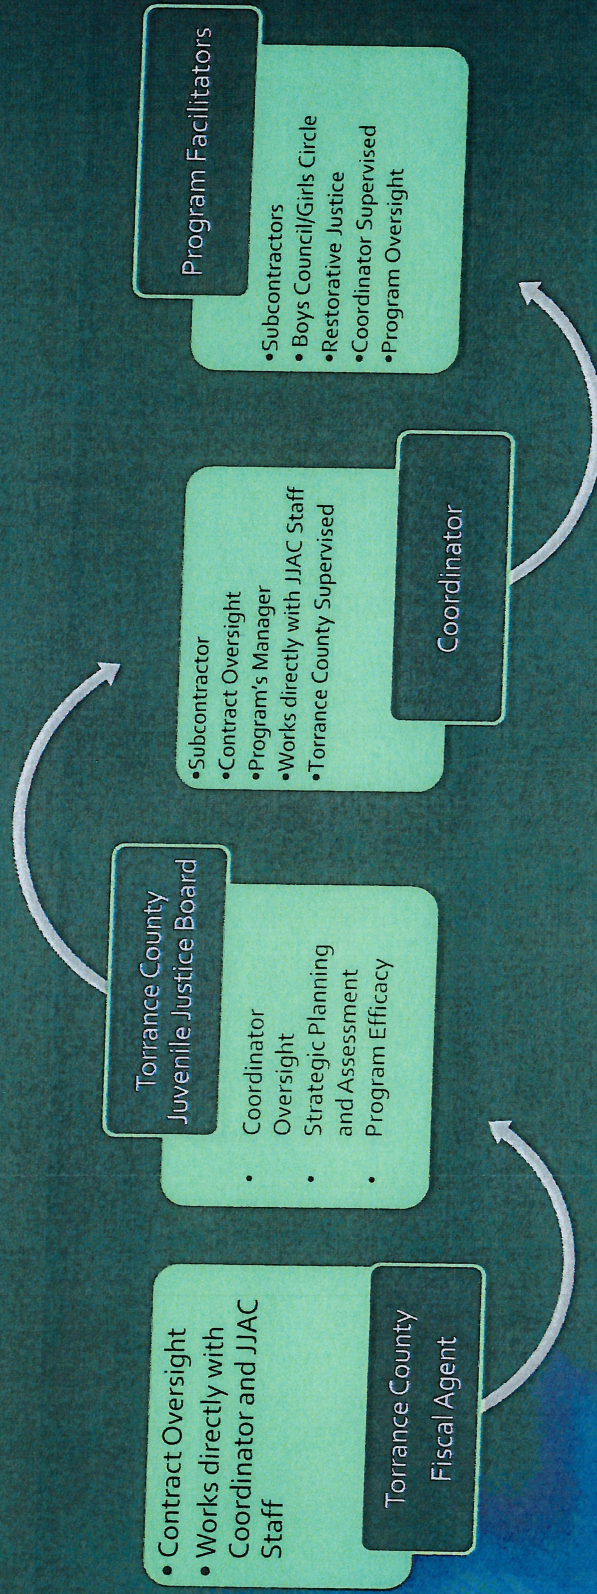 • Contract Oversight
• Works directly with
Coordinator and JJAC
Staff
Torrance County
Fiscal Agent
Torrance County
Juvenile Justice Board
• Coordinator
Oversight
• Strategic Planning
and Assessment
• Program Efficacy
•Subcontractor
•Contract Oversight
•Program's Manager
•Works directly with JJAC Staff
•Torrance County Supervised
Coordinator
Program Facilitators
•Subcontractors
• Boys Council/Girls Circle
•Restorative Justice
•Coordinator Supervised
•Program Oversight